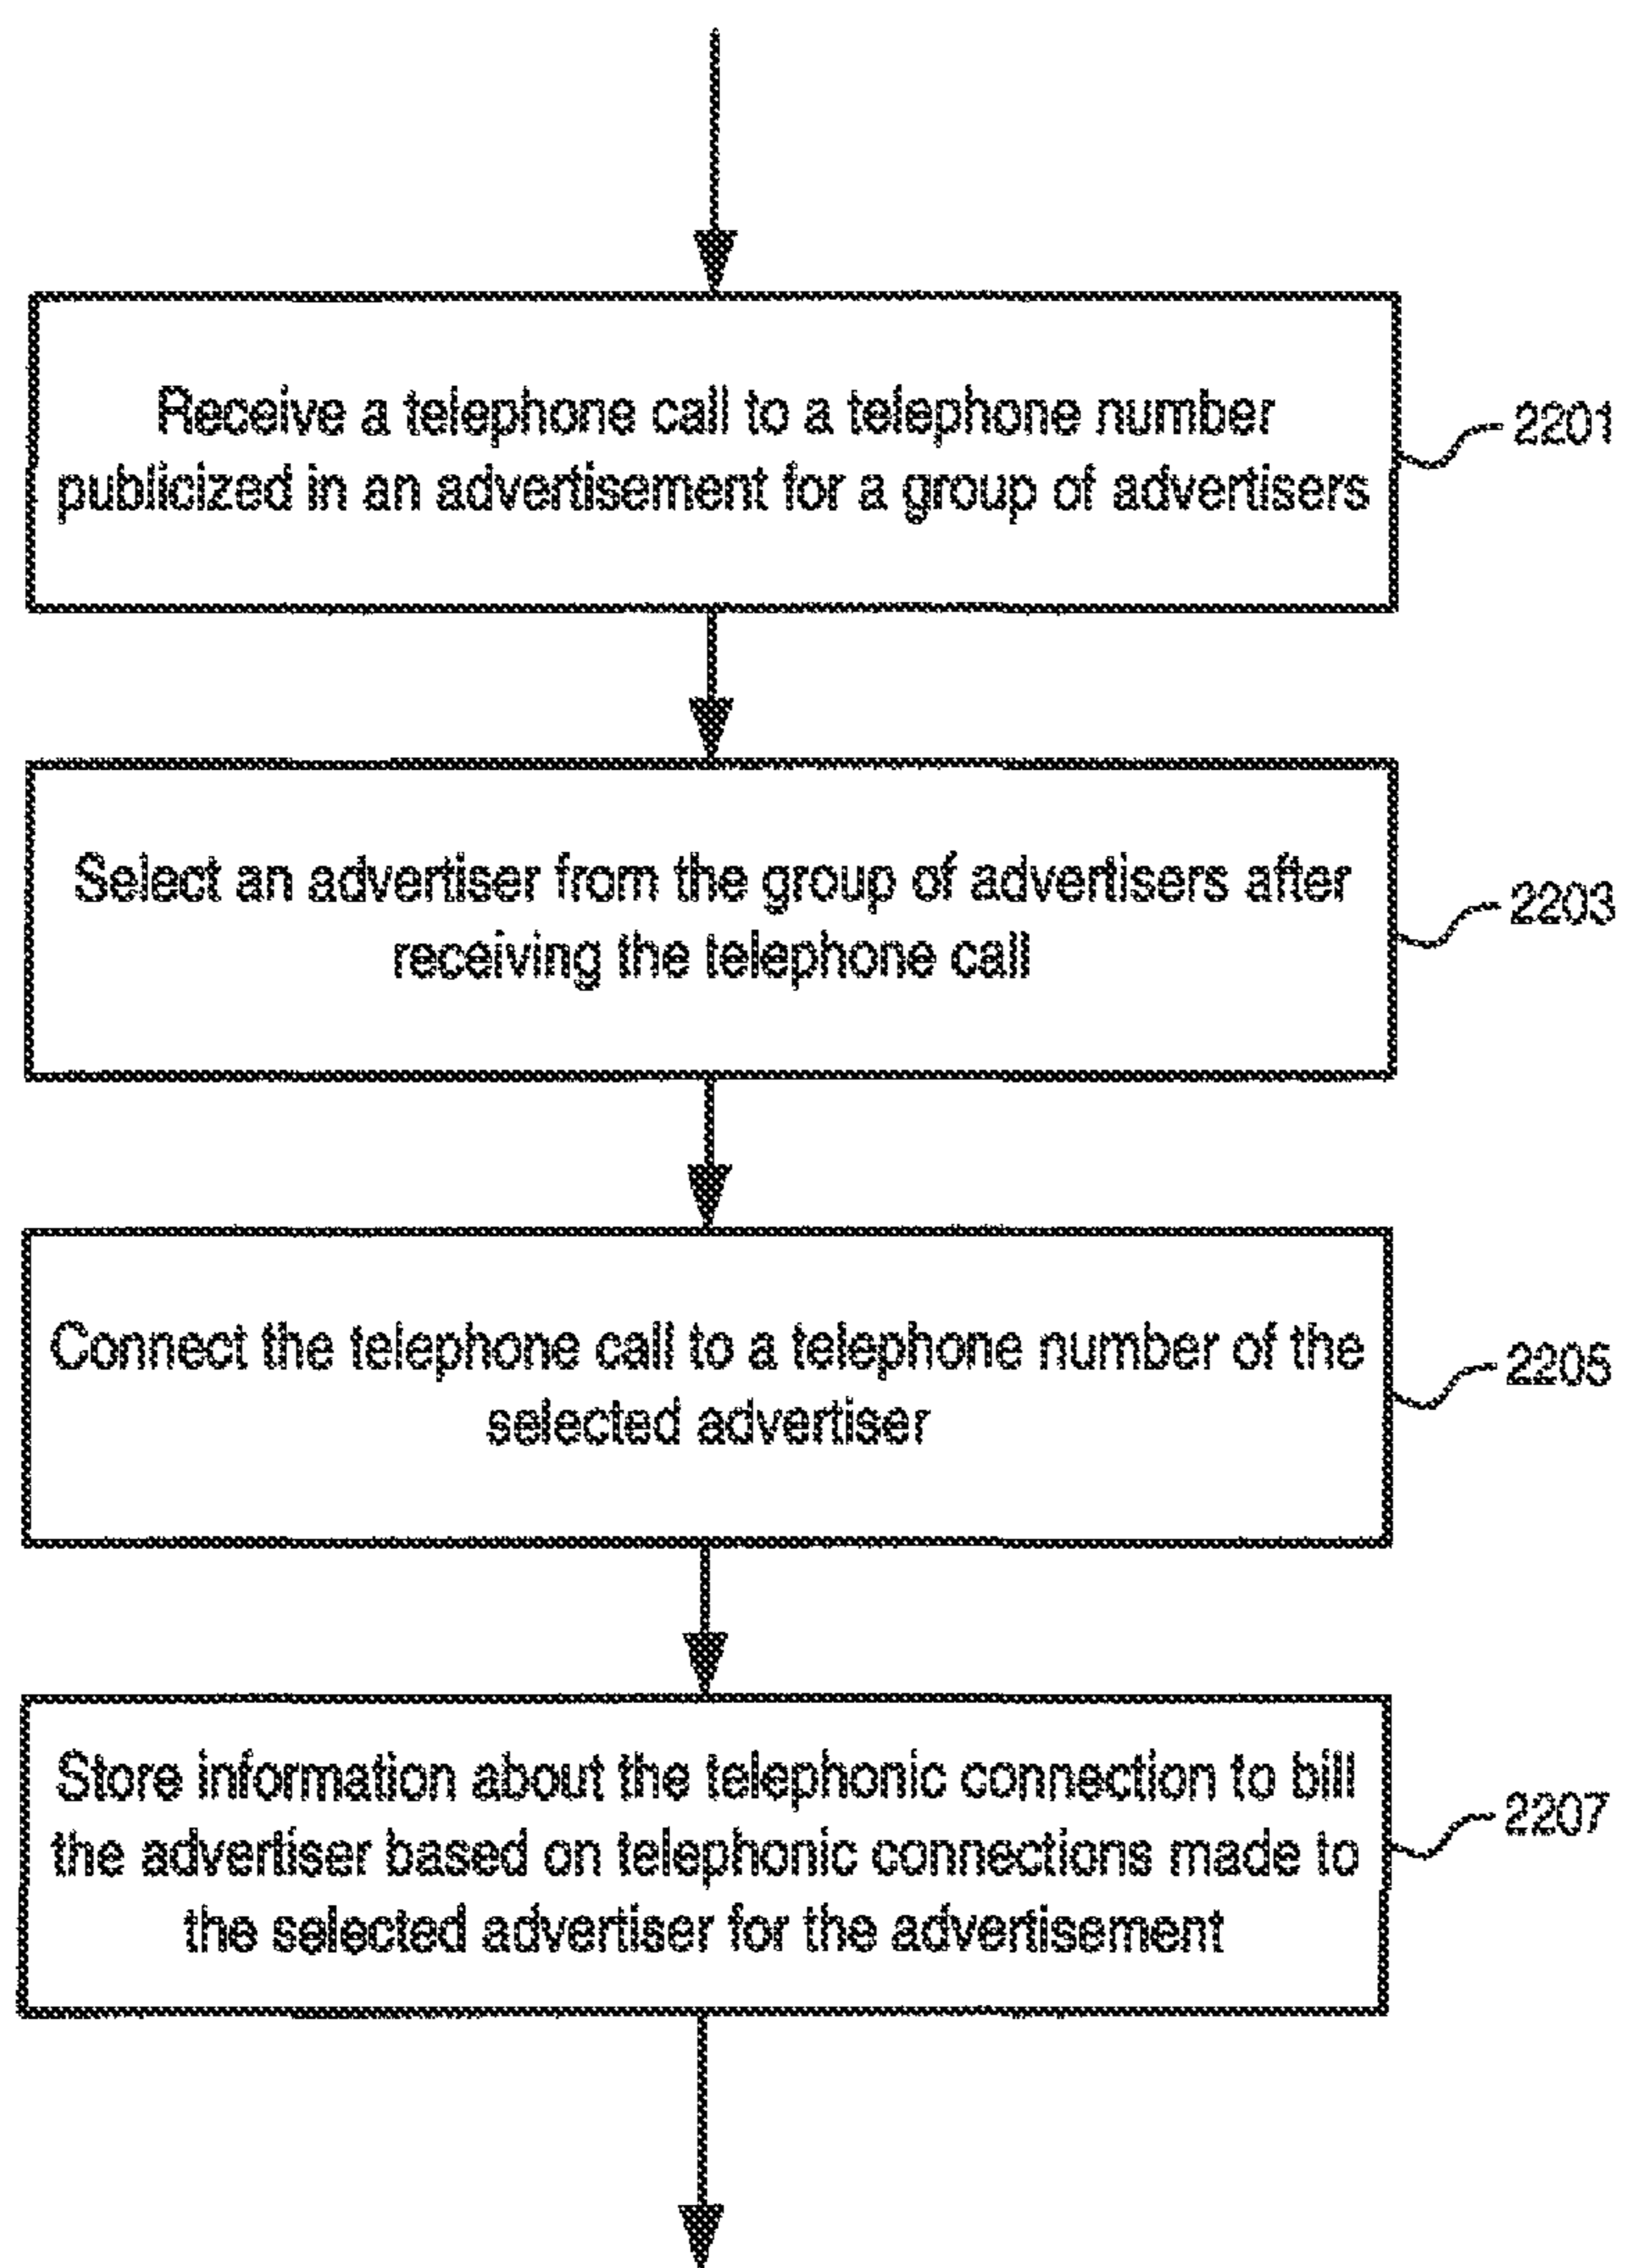 Receive a telephone call to a telephone number
publicized in an advertisement for a group of advertisers
2201
Select an advertiser from the group of advertisers after
receiving the telephone call
2203
Connect the telephone call to a telephone number of the
selected advertiser
2205
Store information about the telephonic connection to bill
the advertiser based on telephonic connections made to
the selected advertiser for the advertisement
2207